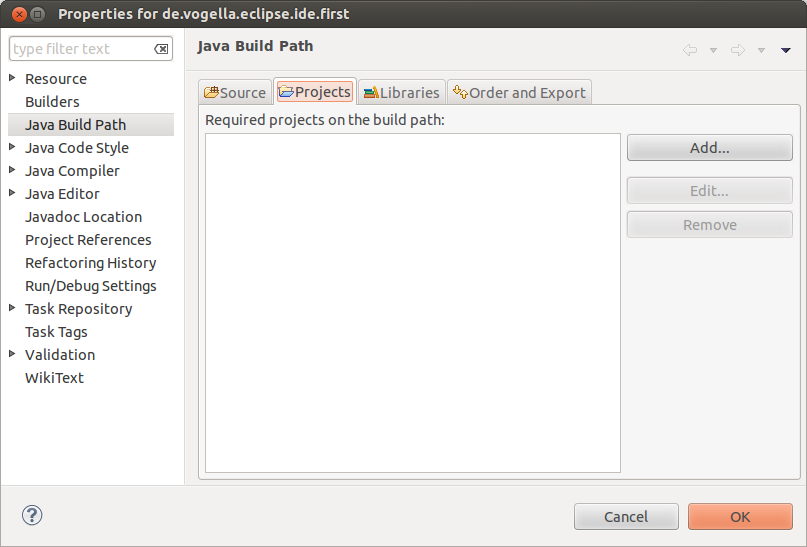 Properties for de.vogella.eclipse.ide.first
type filter text
Resource
Builders
Java Build Path
Java Code Style
Java Compiler
Java Editor
Javadoc Location
Project References
Refactoring History
Run/Debug Settings
Task Repository
Task Tags
Validation
WikiText
Java Build Path
Source Projects Libraries Order and Export
Required projects on the build path:
Add...
Edit...
Remove
?
Cancel OK